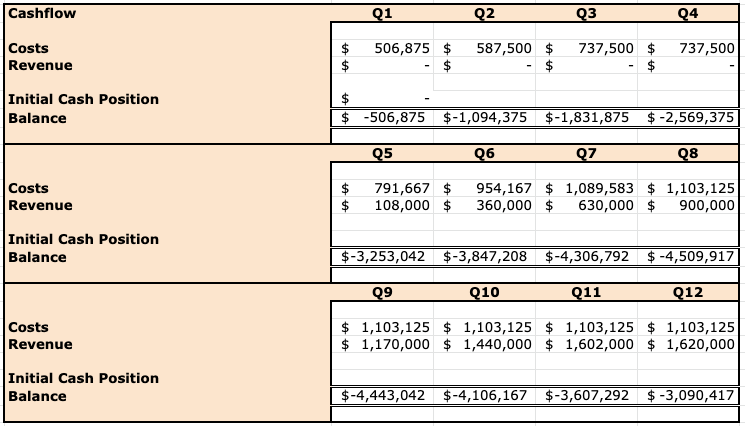 Cashflow Q1 Q2 Q3 Q4
Costs $ 506,875 $ 587,500 $ 737,500 $ 737,500
Revenue $ - $ - $ - $ -
Initial Cash Position $ -
Balance $ -506,875 $-1,094,375 $-1,831,875 $-2,569,375
Q5 Q6 Q7 Q8
Costs $ 791,667 $ 954,167 $ 1,089,583 $ 1,103,125
Revenue $ 108,000 $ 360,000 $ 630,000 $ 900,000
Initial Cash Position
Balance $-3,253,042 $-3,847,208 $-4,306,792 $-4,509,917
Q9 Q10 Q11 Q12
Costs $ 1,103,125 $ 1,103,125 $ 1,103,125 $ 1,103,125
Revenue $ 1,170,000 $ 1,440,000 $ 1,602,000 $ 1,620,000
Initial Cash Position
Balance $-4,443,042 $-4,106,167 $-3,607,292 $-3,090,417